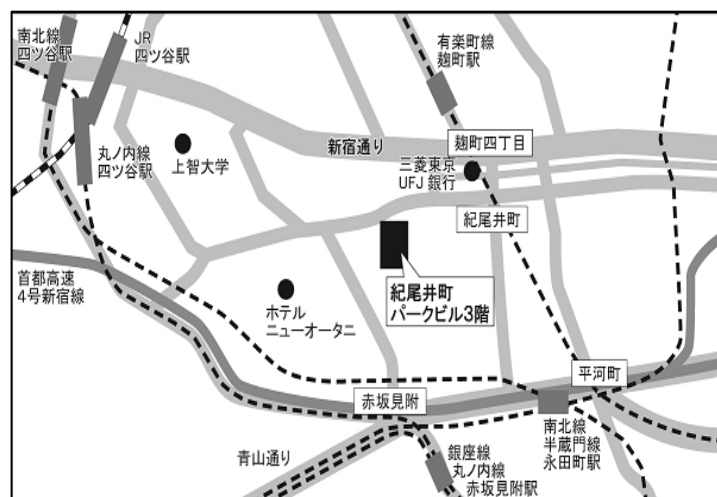 南北線
四ツ谷駅
JR
四ツ谷駅
有楽町線
麹町駅
丸ノ内線
四ツ谷駅
上智大学
新宿通り
麹町四丁目
三菱東京
UFJ銀行
紀尾井町
首都高速
4号新宿線
ホテル
ニューオータニ
紀尾井町
パークビル3階
赤坂見附
平河町
青山通り
銀座線
丸ノ内線
赤坂見附駅
南北線
半蔵門線
永田町駅